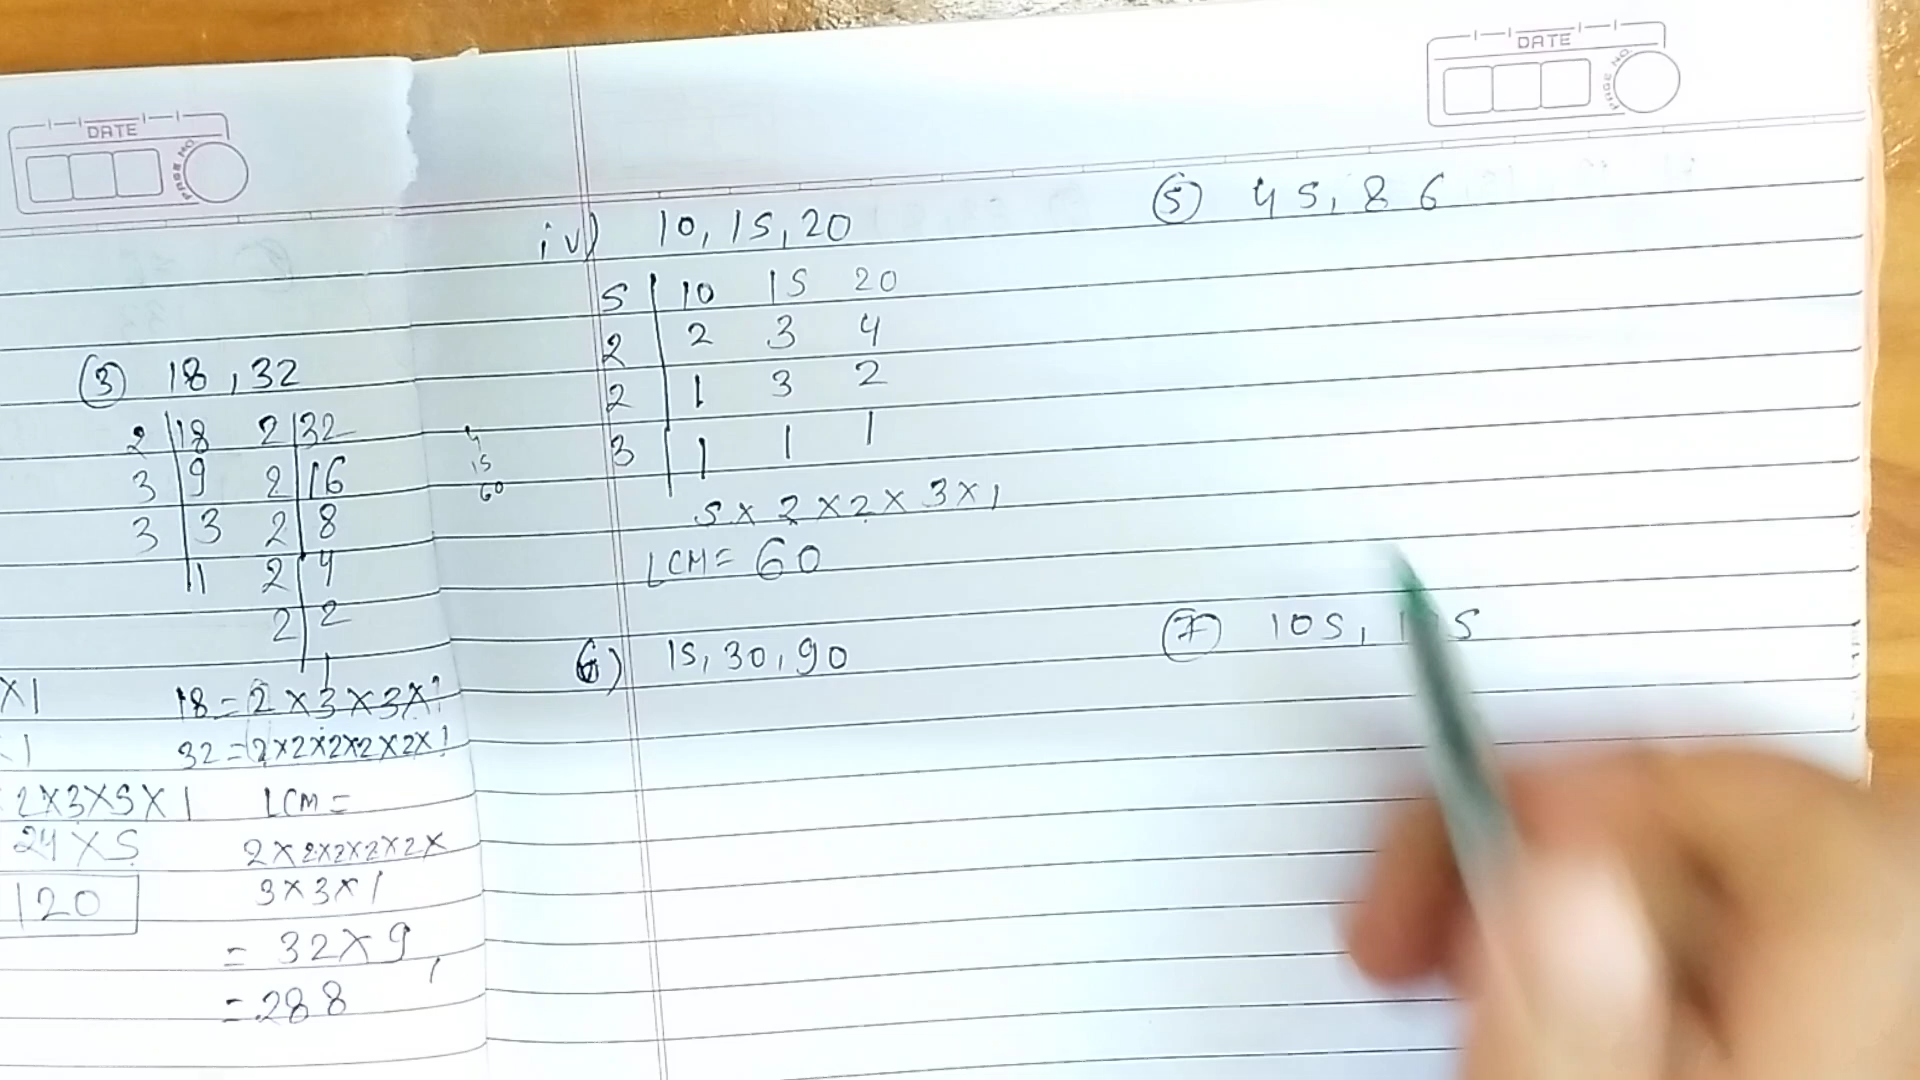 DATE
PAGE NO.
③ 18, 32
2 | 18 2 | 32
3 | 9 2 | 16
3 | 3 2 | 8
1 2 | 4
2 | 2
1
×1 18 = 2 × 3 × 3 × 1
×1 32 = 2×2×2×2×2×1
2×3×5×1 LCM =
24 × 5 2×2×2×2×2×
120 3×3×1
= 32×9
= 288
4
15
60
DATE
PAGE NO.
iv) 10, 15, 20
5 | 10 15 20
2 | 2 3 4
2 | 1 3 2
3 | 1 1 1
5 × 2 × 2 × 3 × 1
LCM = 60
6) 15, 30, 90
⑤ 45, 86
⑦ 105,